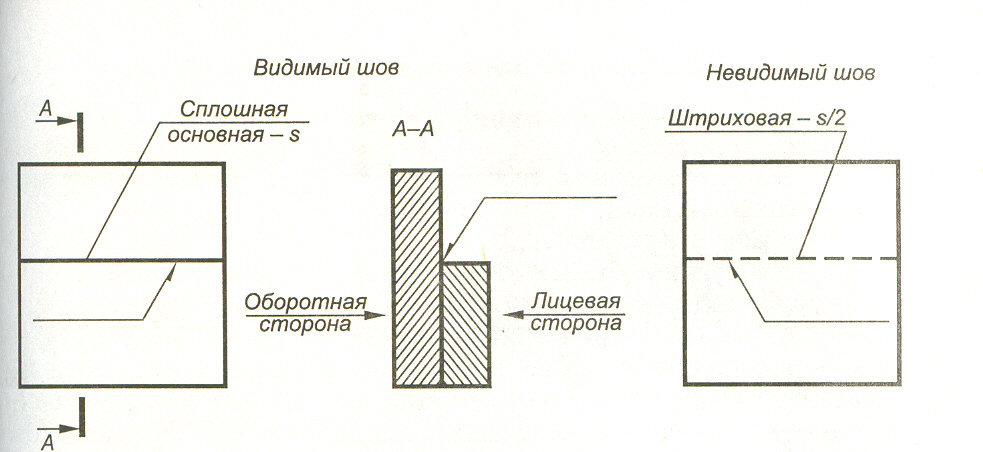 Видимый шов
Невидимый шов
А
Сплошная
основная – s
А–А
Штриховая – s/2
Оборотная
сторона
Лицевая
сторона
А